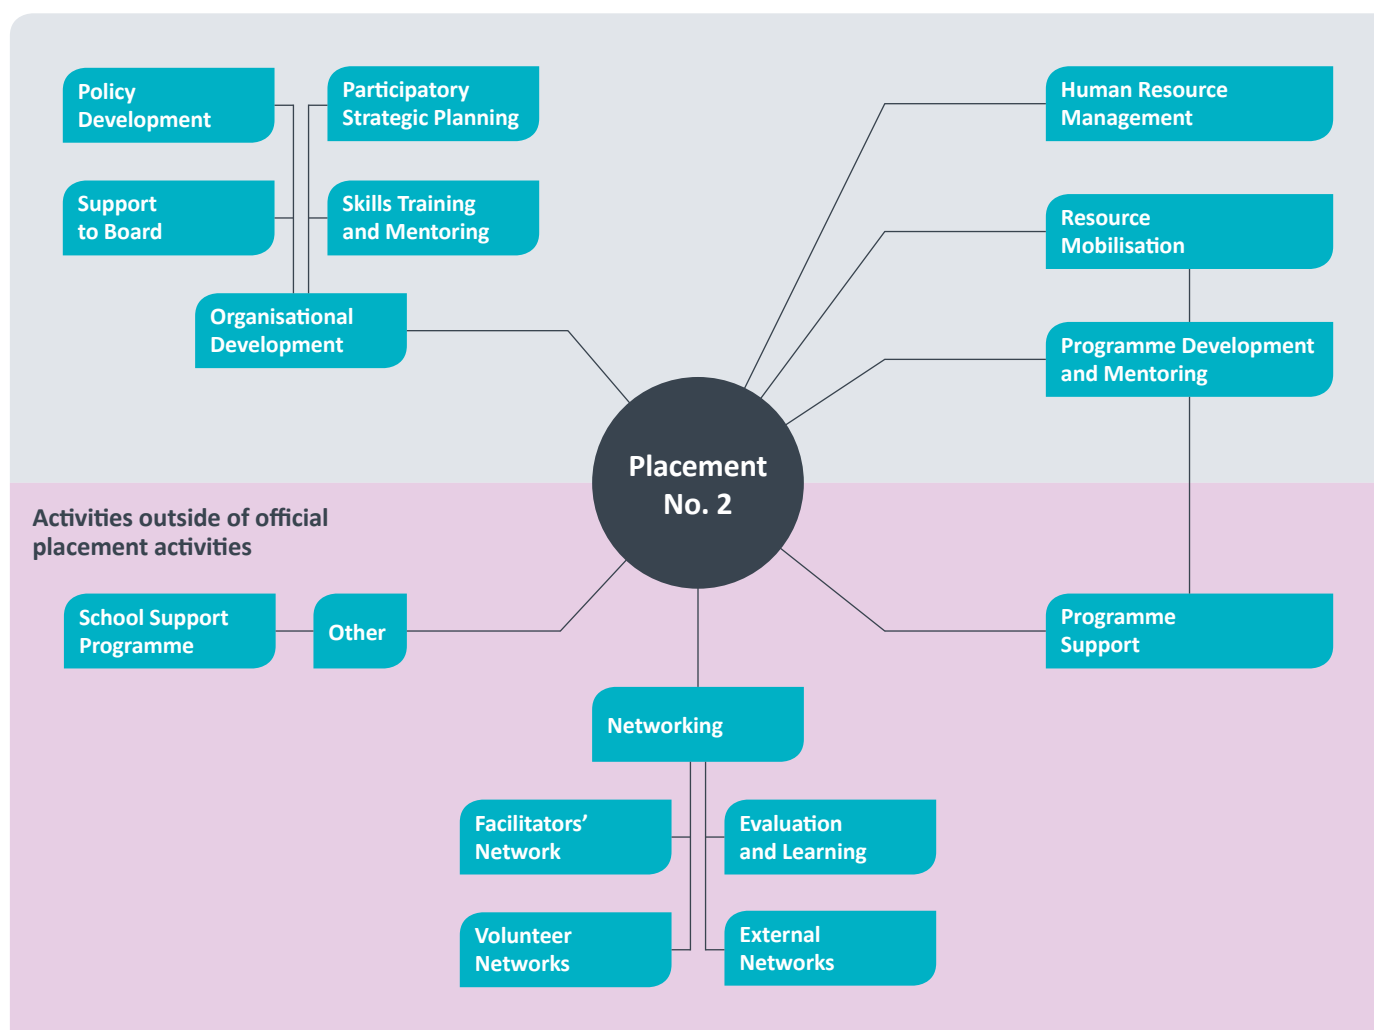 Policy
Development
Participatory
Strategic Planning
Support
to Board
Skills Training
and Mentoring
Organisational
Development
Human Resource
Management
Resource
Mobilisation
Programme Development
and Mentoring
Placement
No. 2
Activities outside of official
placement activities
School Support
Programme
Other
Programme
Support
Networking
Facilitators’
Network
Evaluation
and Learning
Volunteer
Networks
External
Networks